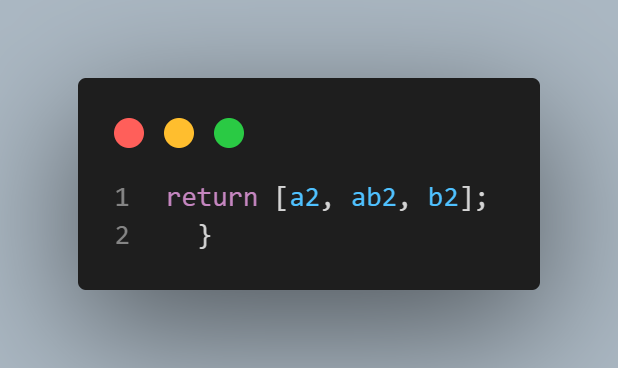 1 return [a2, ab2, b2];
2 }